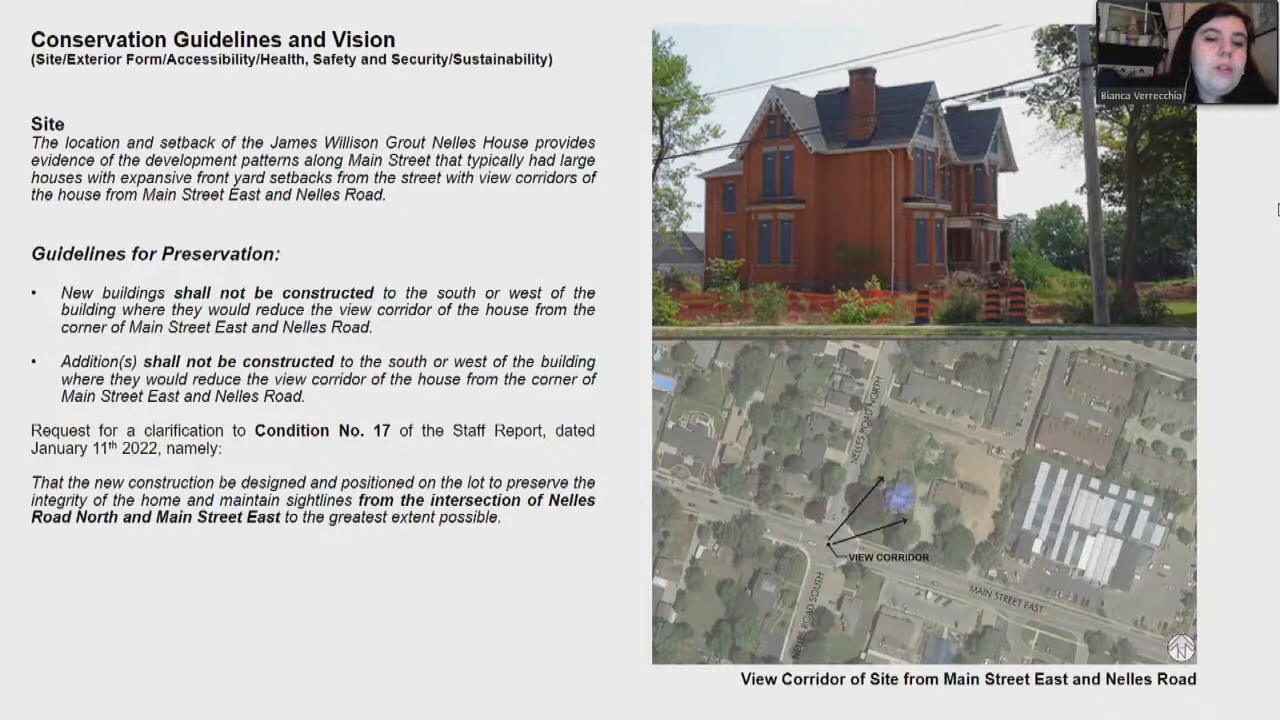 Conservation Guidelines and Vision
(Site/Exterior Form/Accessibility/Health, Safety and Security/Sustainability)
Site
The location and setback of the James Willison Grout Nelles House provides
evidence of the development patterns along Main Street that typically had large
houses with expansive front yard setbacks from the street with view corridors of
the house from Main Street East and Nelles Road.
Guidelines for Preservation:
• New buildings shall not be constructed to the south or west of the
building where they would reduce the view corridor of the house from the
corner of Main Street East and Nelles Road.
• Addition(s) shall not be constructed to the south or west of the building
where they would reduce the view corridor of the house from the corner of
Main Street East and Nelles Road.
Request for a clarification to Condition No. 17 of the Staff Report, dated
January 11th 2022, namely:
That the new construction be designed and positioned on the lot to preserve the
integrity of the home and maintain sightlines from the intersection of Nelles
Road North and Main Street East to the greatest extent possible.
Bianca Verrecchia
NELLES ROAD NORTH
VIEW CORRIDOR
MAIN STREET EAST
NELLES ROAD SOUTH
N
View Corridor of Site from Main Street East and Nelles Road